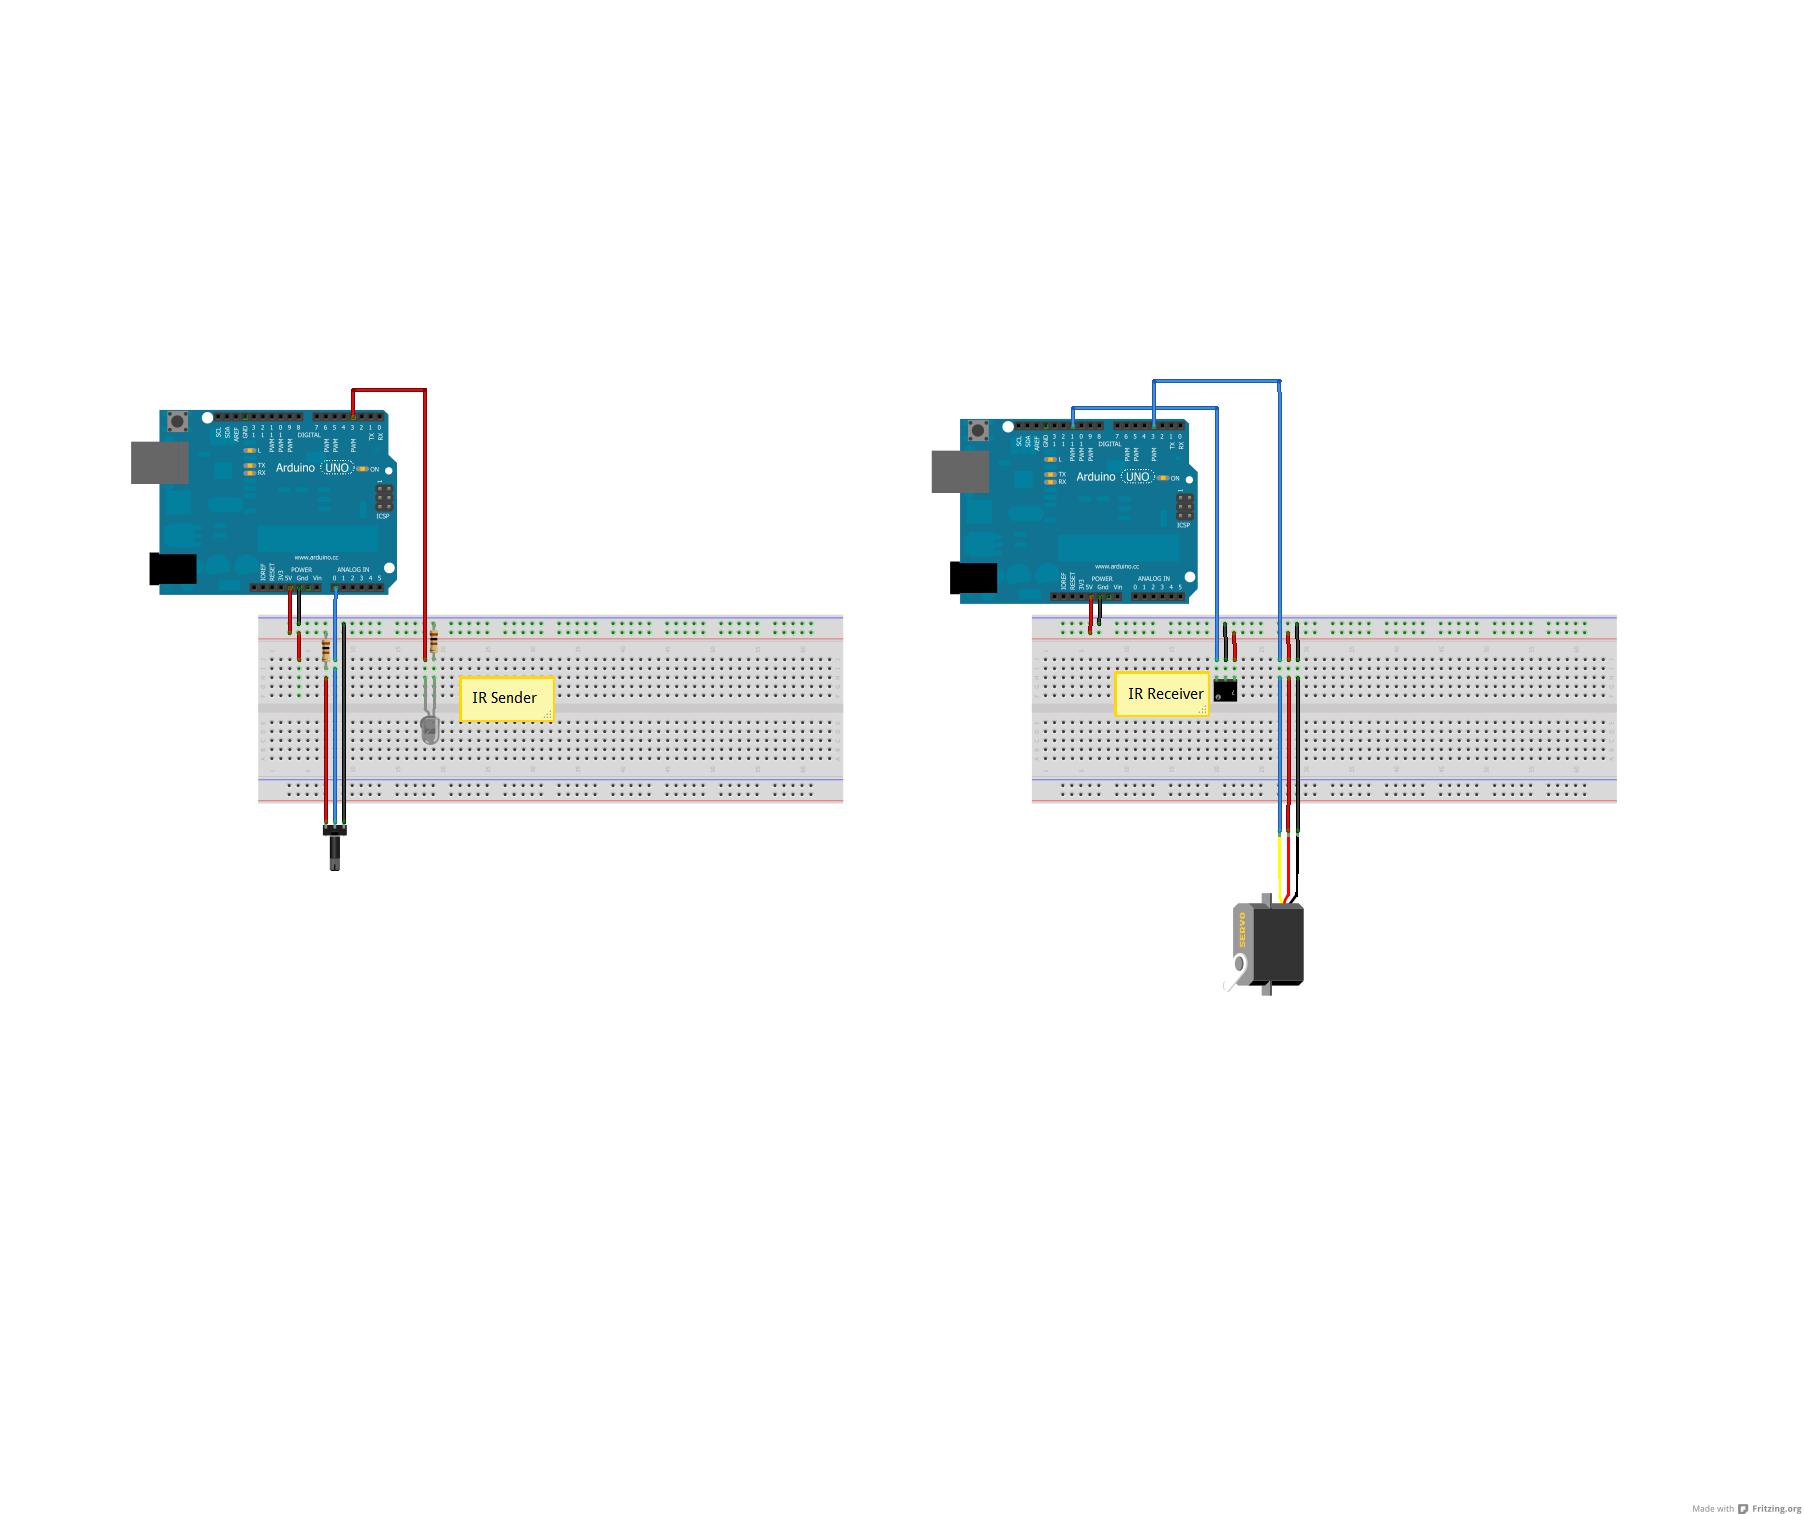 SCL
SDA
AREF
GND
13
12
PWM 11
PWM 10
PWM 9
8
DIGITAL
7
PWM 6
PWM 5
4
PWM 3
2
TX 1
RX 0
L
TX
RX
Arduino UNO
ON
1
ICSP
www.arduino.cc
POWER
ANALOG IN
IOREF
RESET
3V3
5V Gnd Vin 0 1 2 3 4 5
IR Sender
SCL
SDA
AREF
GND
13
12
PWM 11
PWM 10
PWM 9
8
DIGITAL
7
PWM 6
PWM 5
4
PWM 3
2
TX 1
RX 0
L
TX
RX
Arduino UNO
ON
1
ICSP
www.arduino.cc
POWER
ANALOG IN
IOREF
RESET
3V3
5V Gnd Vin 0 1 2 3 4 5
IR Receiver
SERVO
Made with Fritzing.org